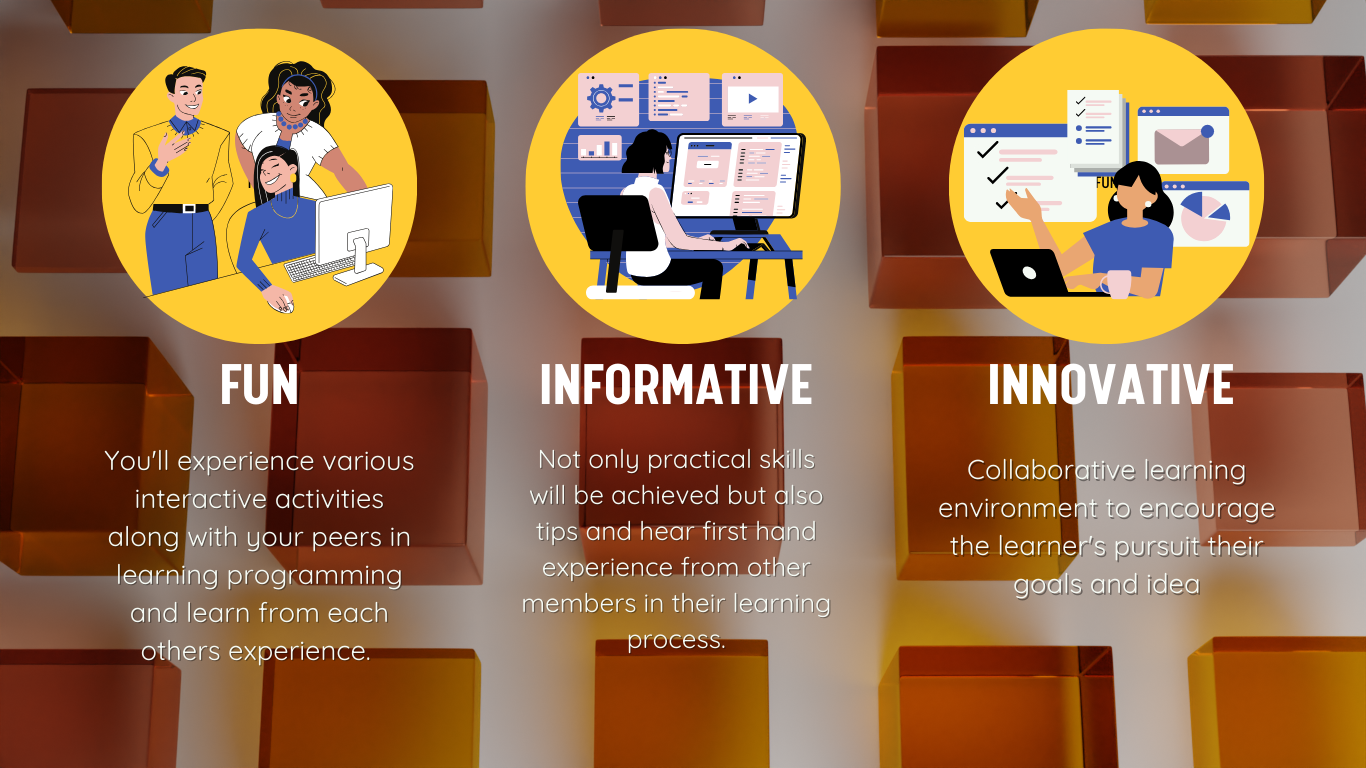 FUN
You'll experience various
interactive activities
along with your peers in
learning programming
and learn from each
others experience.
INFORMATIVE
Not only practical skills
will be achieved but also
tips and hear first hand
experience from other
members in their learning
process.
FUN
INNOVATIVE
Collaborative learning
environment to encourage
the learner's pursuit their
goals and idea